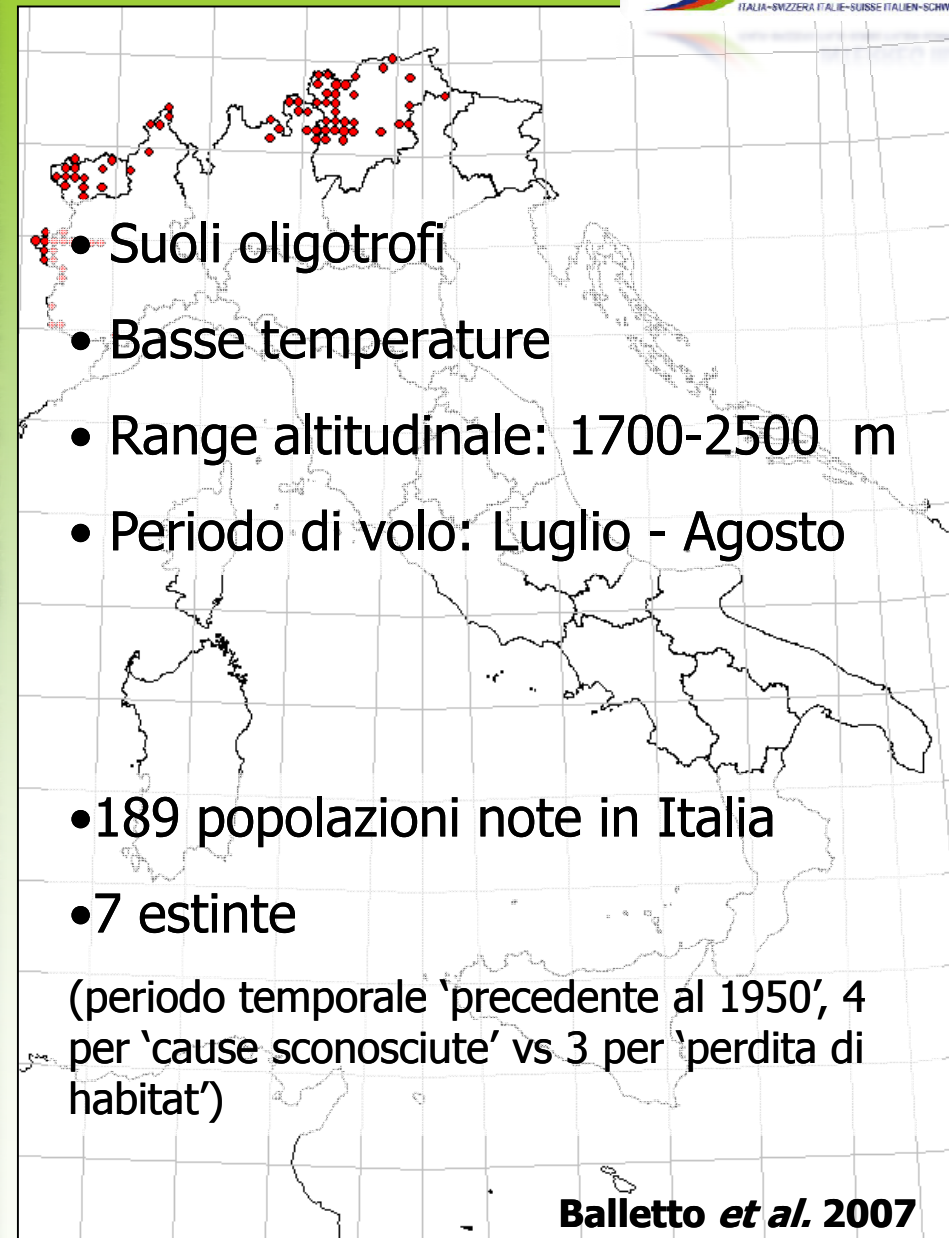 ITALIA-SVIZZERA ITALIE-SUISSE ITALIEN-SCHW
• Suoli oligotrofi
• Basse temperature
• Range altitudinale: 1700-2500 m
• Periodo di volo: Luglio - Agosto
•189 popolazioni note in Italia
•7 estinte
(periodo temporale ‘precedente al 1950’, 4
per ‘cause sconosciute’ vs 3 per ‘perdita di
habitat’)
Balletto et al. 2007